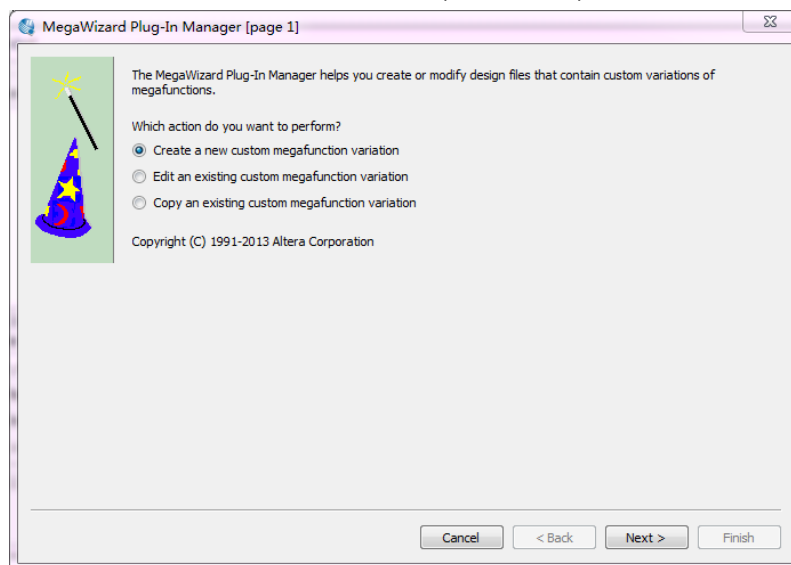 MegaWizard Plug-In Manager [page 1]
The MegaWizard Plug-In Manager helps you create or modify design files that contain custom variations of
megafunctions.
Which action do you want to perform?
Create a new custom megafunction variation
Edit an existing custom megafunction variation
Copy an existing custom megafunction variation
Copyright (C) 1991-2013 Altera Corporation
Cancel < Back Next > Finish